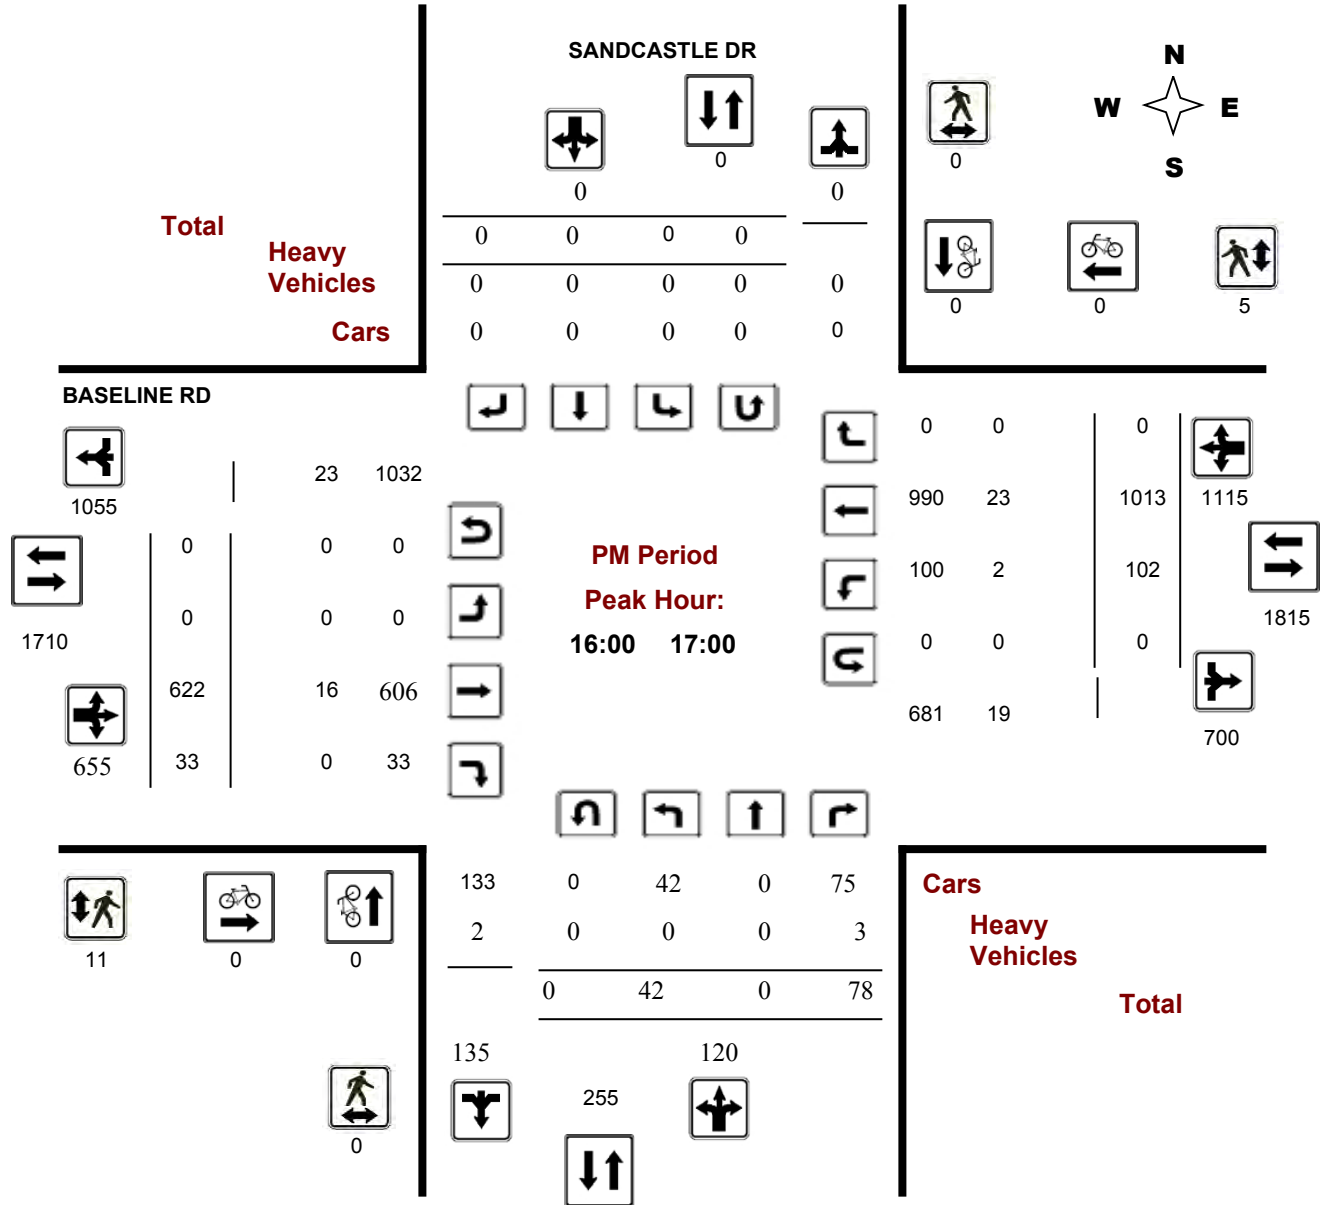 SANDCASTLE DR
N
W E
S
0
0
0 0
Total
0 0 0 0
Heavy
Vehicles
0 0 0 0 0
Cars
0 0 0 0 0
0 0 5
BASELINE RD
0 0 0
23 1032
1055
990 23 1013 1115
0 0 0
PM Period
100 2 102
Peak Hour:
0 0 0
1710
16:00 17:00
0 0 0
1815
622 16 606
681 19
700
655 33 0 33
133 0 42 0 75
Cars
2 0 0 0 3
Heavy
Vehicles
11 0 0
0 42 0 78
Total
135 120
255
0